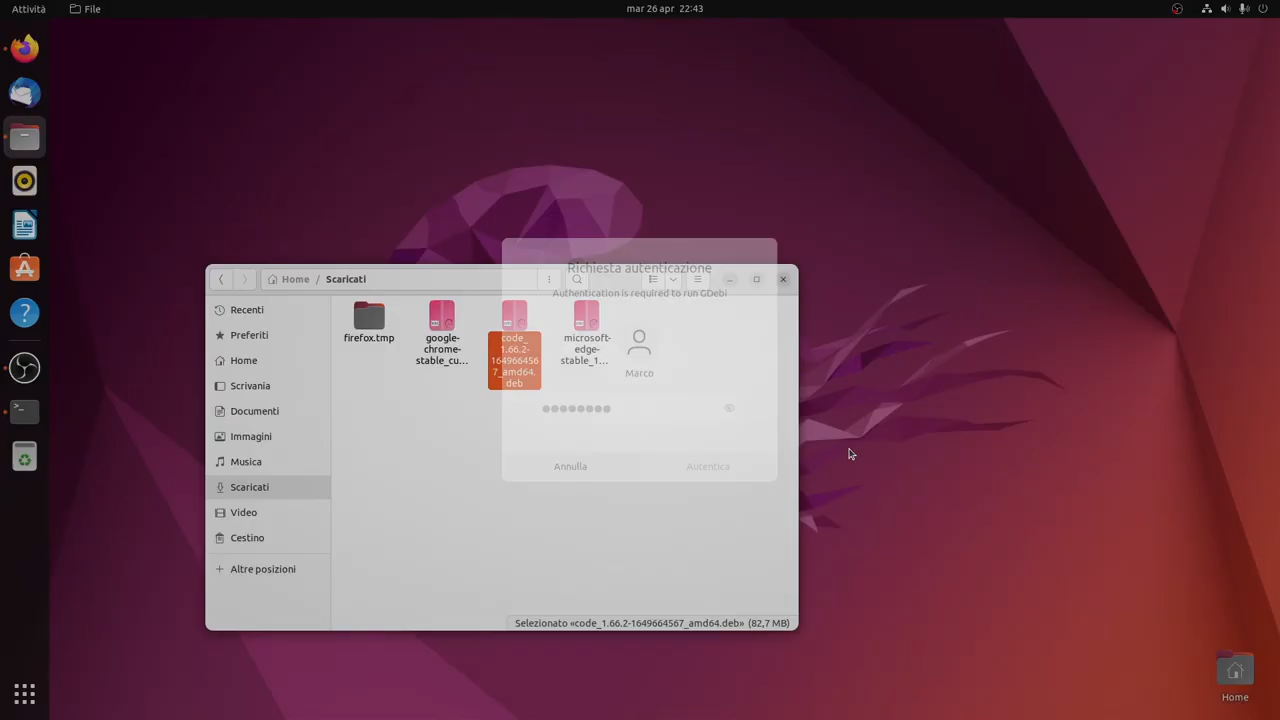 Attività
File
mar 26 apr 22:43
Home / Scaricati
Recenti
Preferiti
Home
Scrivania
Documenti
Immagini
Musica
Scaricati
Video
Cestino
Altre posizioni
firefox.tmp
google-
chrome-
stable_cu...
code_
1.66.2-
164966456
7_amd64.
deb
microsoft-
edge-
stable_1...
Richiesta autenticazione
Authentication is required to run GDebi
Marco
Annulla
Autentica
Selezionato «code_1.66.2-1649664567_amd64.deb» (82,7 MB)
Home